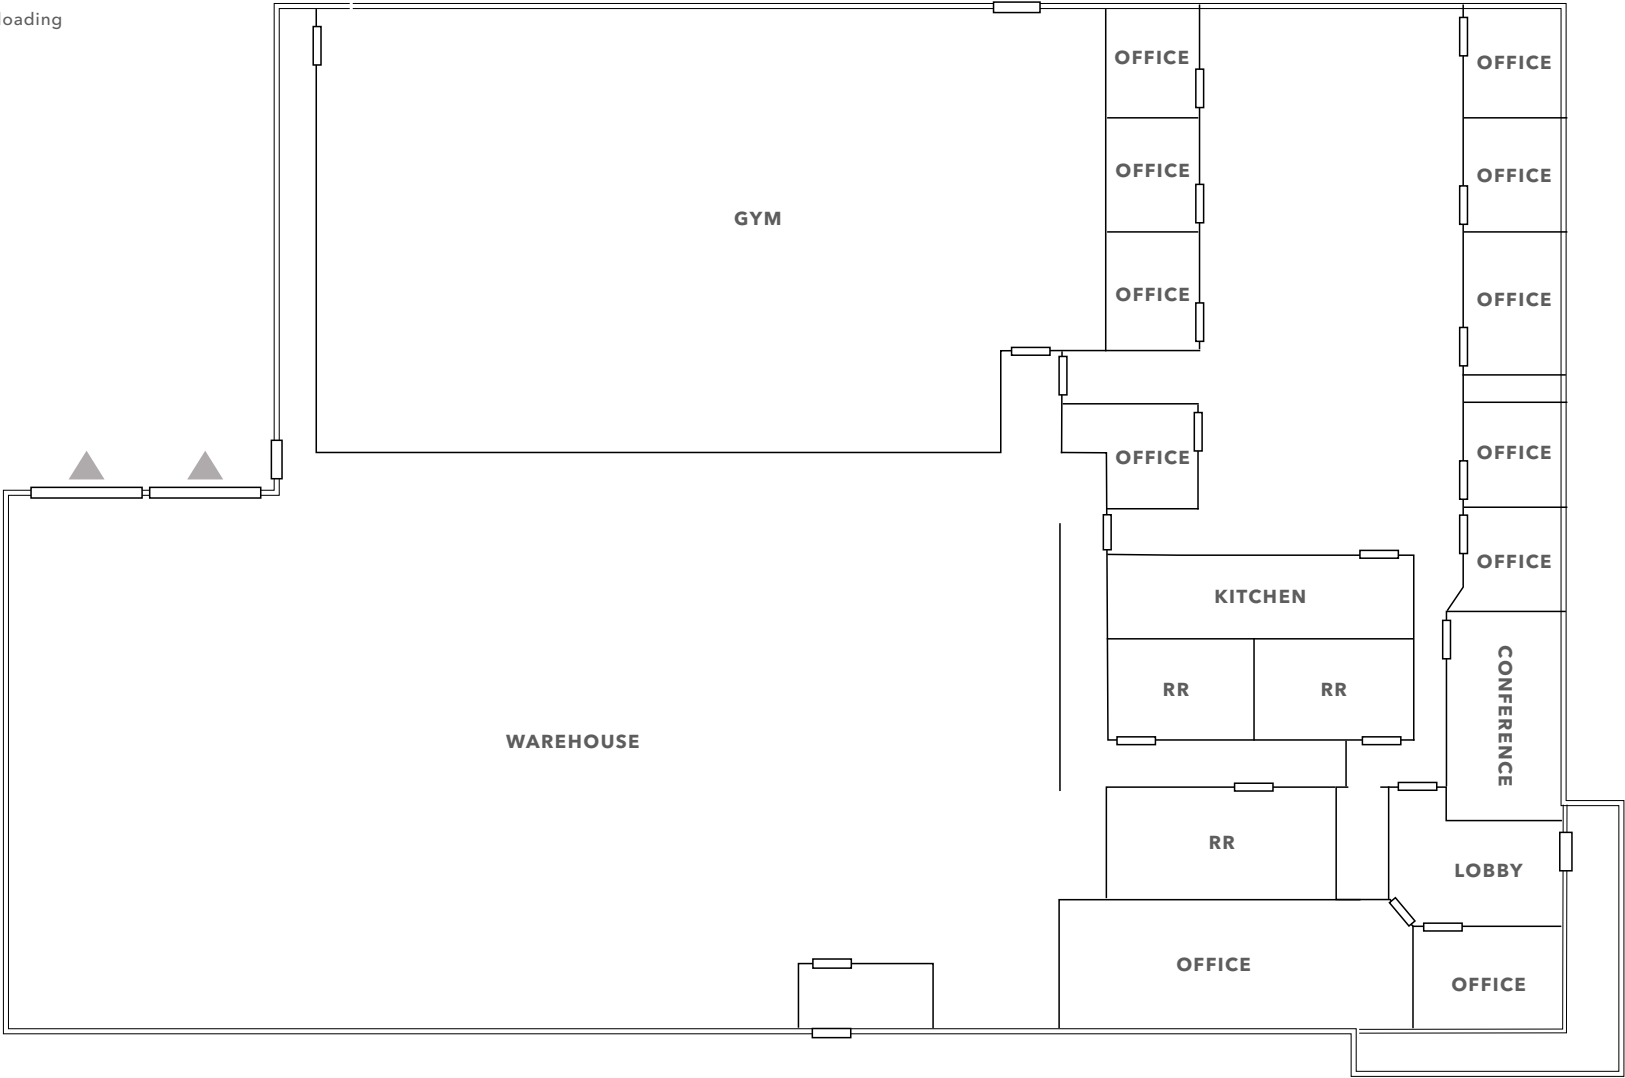 loading
OFFICE
OFFICE
OFFICE
OFFICE
GYM
OFFICE
OFFICE
OFFICE
OFFICE
OFFICE
KITCHEN
RR
RR
CONFERENCE
WAREHOUSE
RR
LOBBY
OFFICE
OFFICE